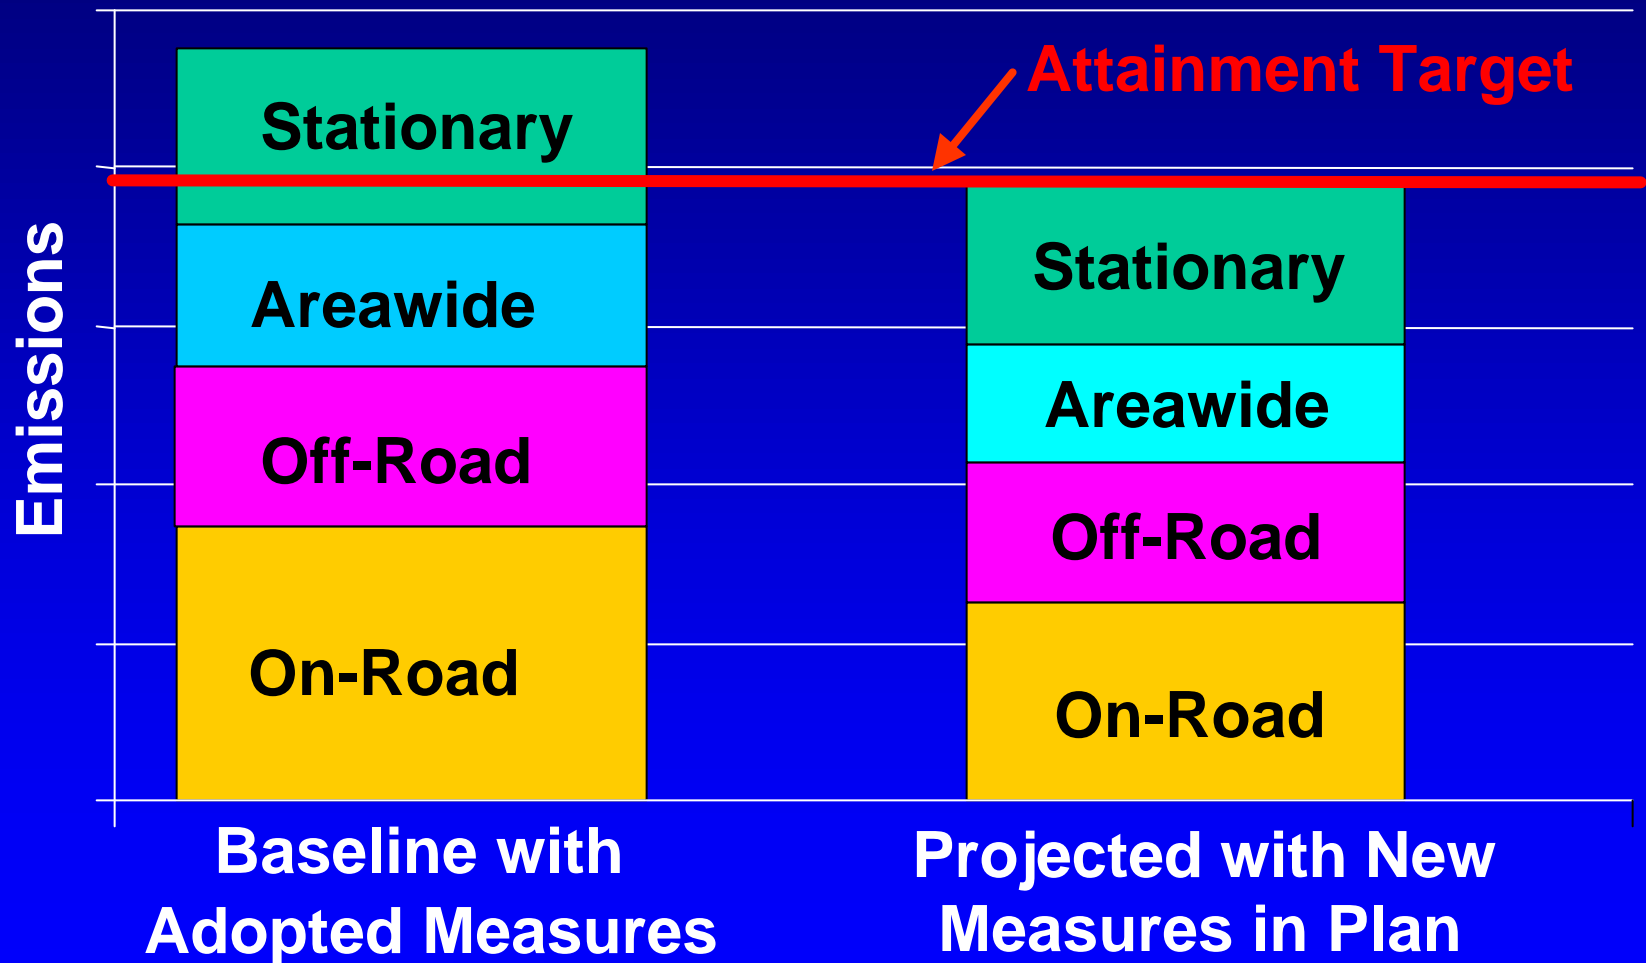 Attainment Target
Emissions
Stationary
Areawide
Off-Road
On-Road
Stationary
Areawide
Off-Road
On-Road
Baseline with
Adopted Measures
Projected with New
Measures in Plan